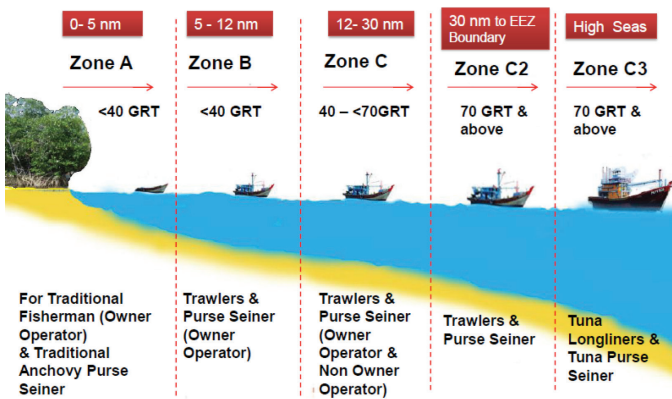 0- 5 nm
5 - 12 nm
12- 30 nm
30 nm to EEZ
Boundary
High Seas
Zone A
Zone B
Zone C
Zone C2
Zone C3
<40 GRT
<40 GRT
40 – <70GRT
70 GRT &
above
70 GRT &
above
For Traditional
Fisherman (Owner
Operator)
& Traditional
Anchovy Purse
Seiner
Trawlers &
Purse Seiner
(Owner
Operator)
Trawlers &
Purse Seiner
(Owner
Operator &
Non Owner
Operator)
Trawlers &
Purse Seiner
Tuna
Longliners &
Tuna Purse
Seiner